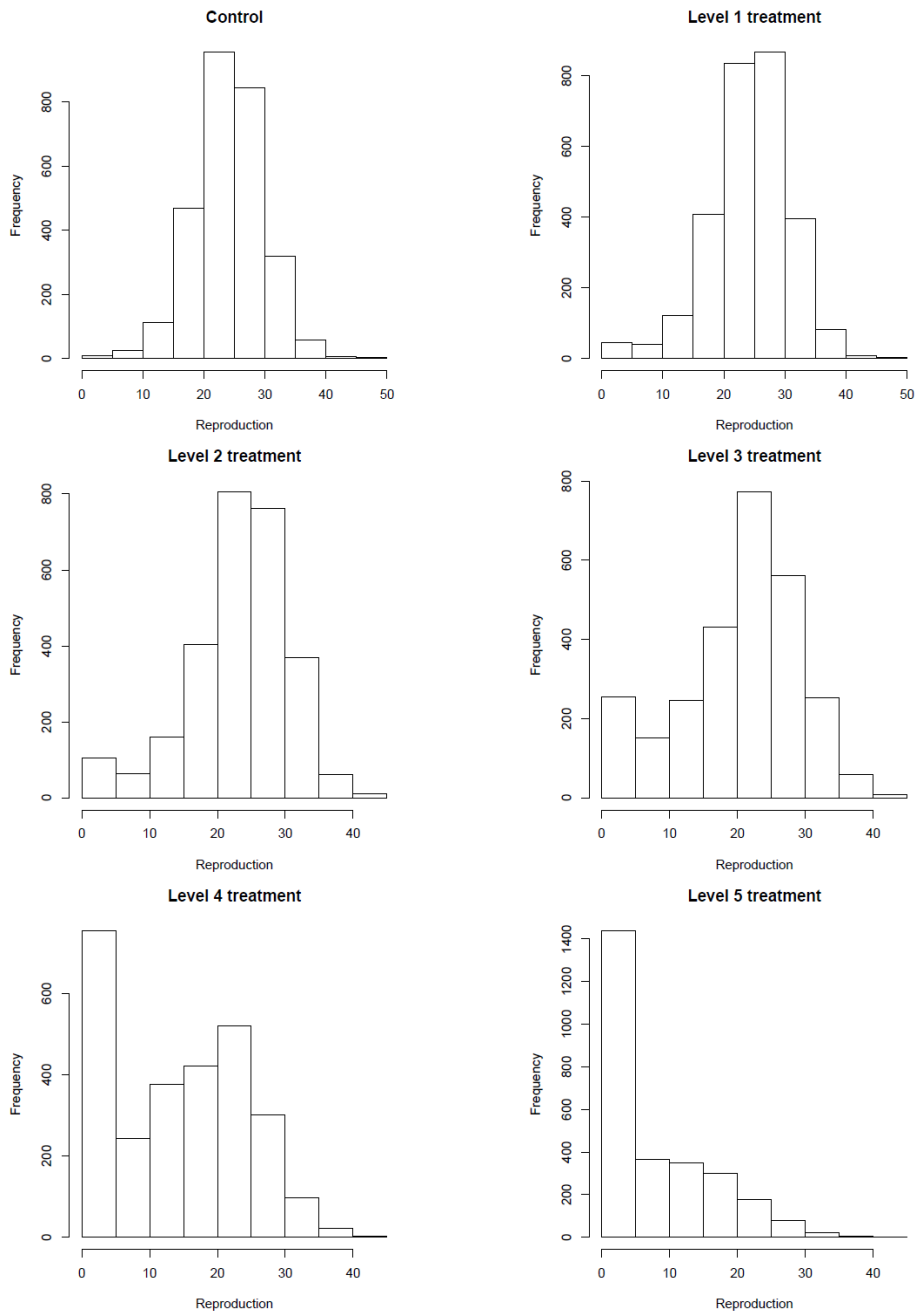 Control
Frequency
0 200 400 600 800
0 10 20 30 40 50
Reproduction
Level 1 treatment
Frequency
0 200 400 600 800
0 10 20 30 40 50
Reproduction
Level 2 treatment
Frequency
0 200 400 600 800
0 10 20 30 40
Reproduction
Level 3 treatment
Frequency
0 200 400 600 800
0 10 20 30 40
Reproduction
Level 4 treatment
Frequency
0 200 400 600
0 10 20 30 40
Reproduction
Level 5 treatment
Frequency
0 200 400 600 800 1000 1200 1400
0 10 20 30 40
Reproduction